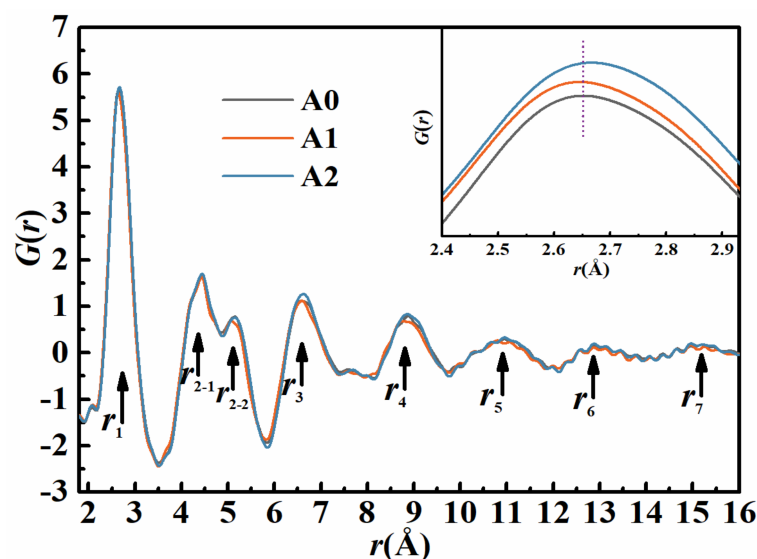 7
6
5
4
3
2
1
0
-1
-2
-3
G(r)
A0
A1
A2
G(r)
2.4 2.5 2.6 2.7 2.8 2.9
r(Å)
r1
r2-1
r2-2
r3
r4
r5
r6
r7
2 3 4 5 6 7 8 9 10 11 12 13 14 15 16
r(Å)